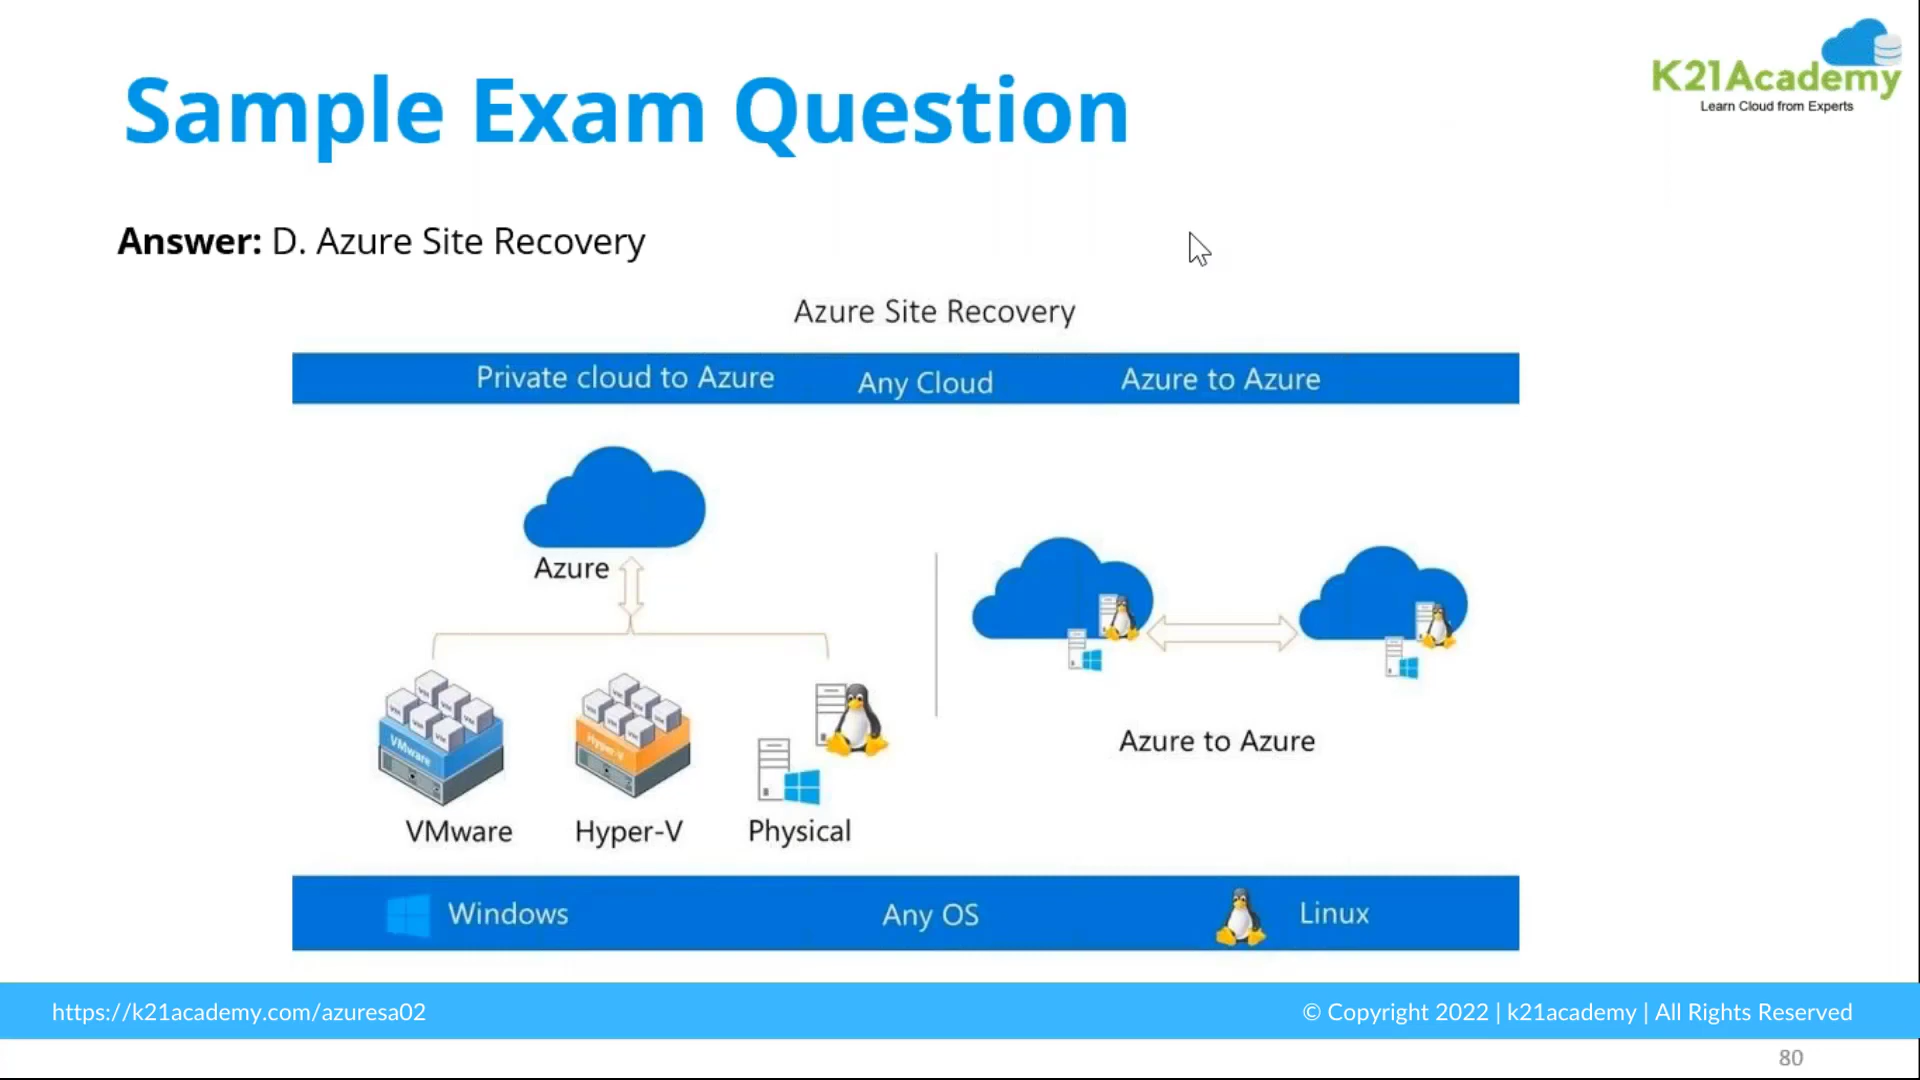 K21Academy
Learn Cloud from Experts
Sample Exam Question
Answer: D. Azure Site Recovery
Azure Site Recovery
Private cloud to Azure Any Cloud Azure to Azure
Azure
VMware
Hyper-V
VMware Hyper-V Physical
Azure to Azure
Windows Any OS Linux
https://k21academy.com/azuresa02
© Copyright 2022 | k21academy | All Rights Reserved
80